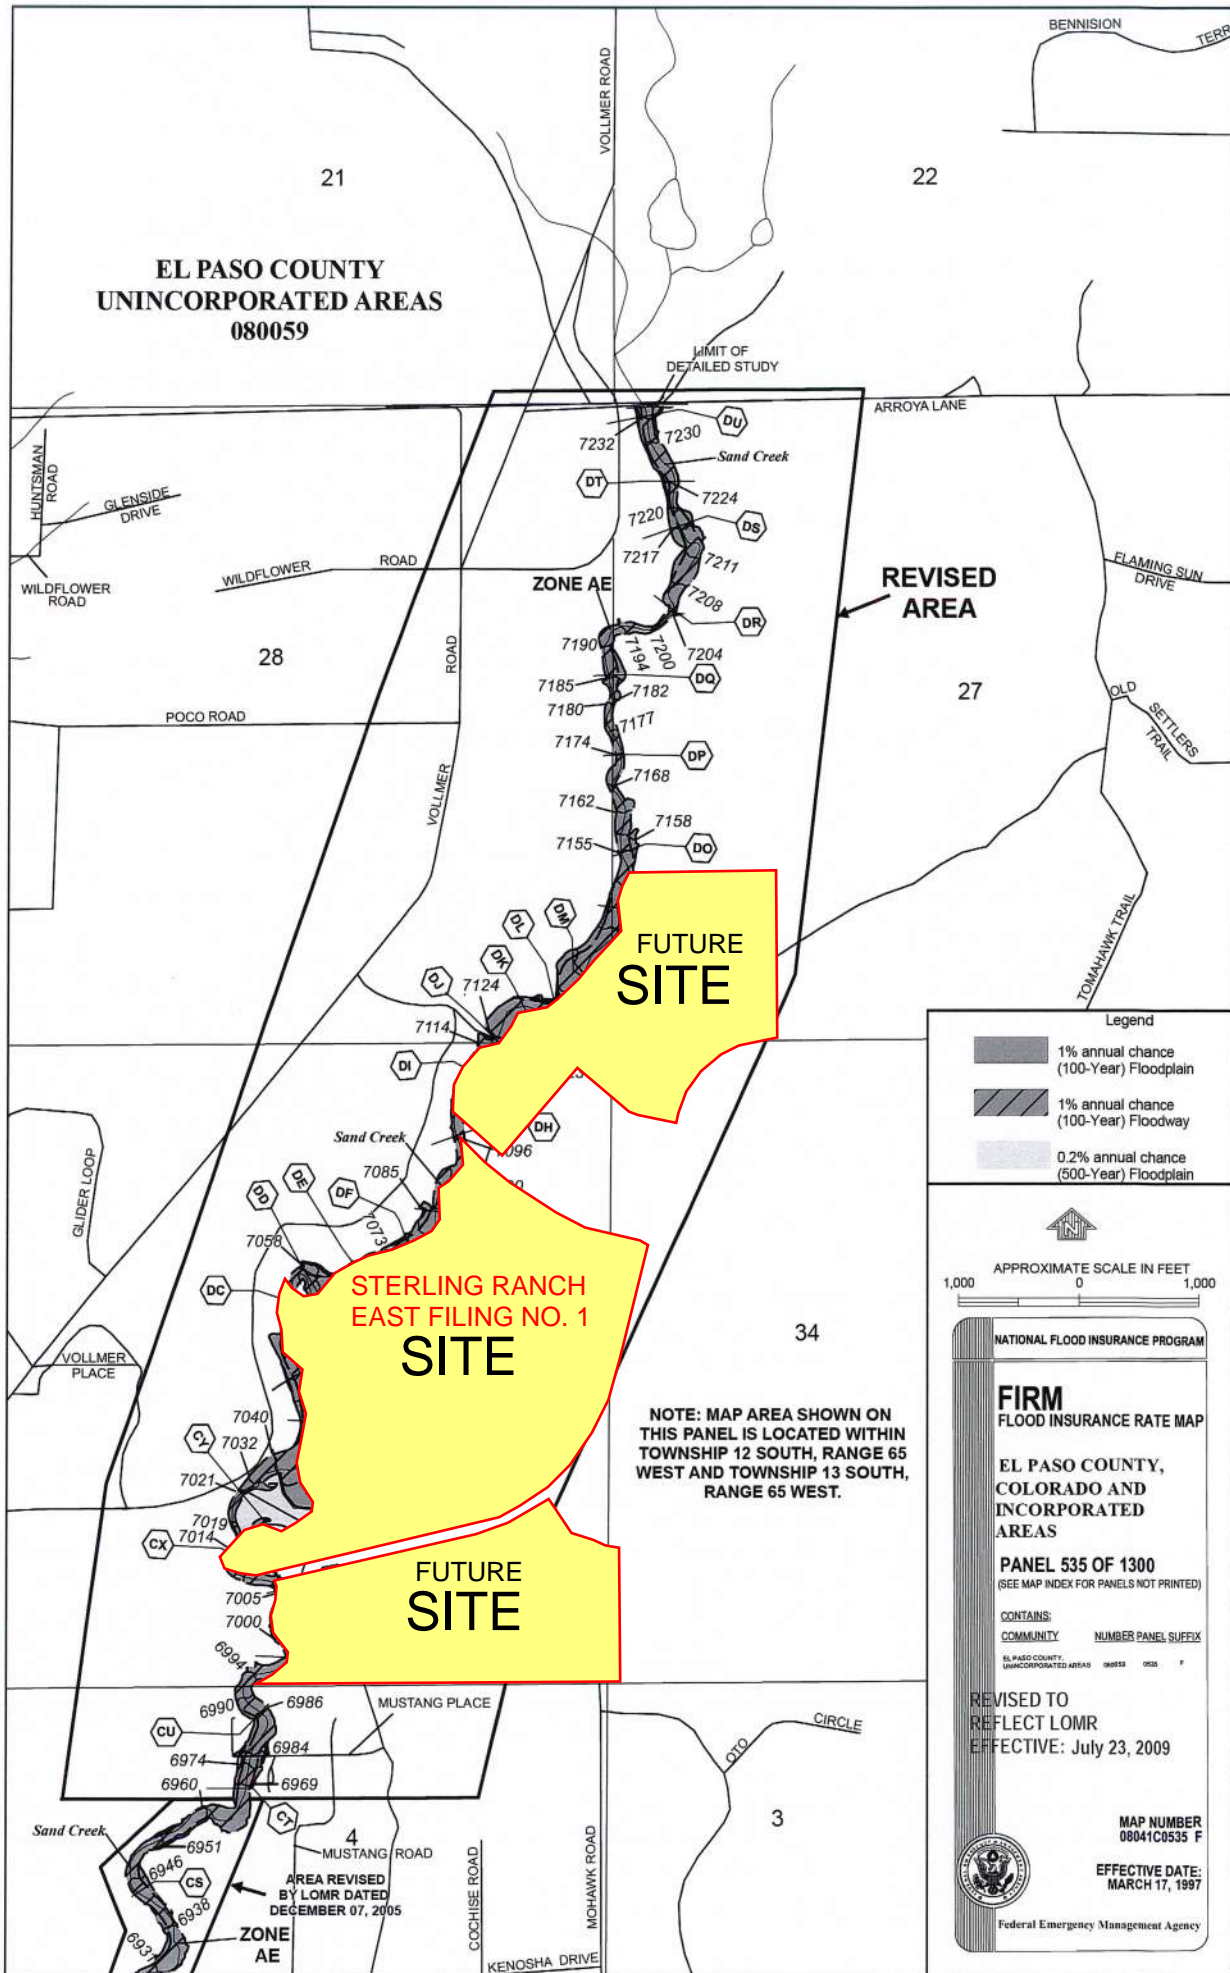 BENNISION
TERR
VOLLMER ROAD
21
22
EL PASO COUNTY
UNINCORPORATED AREAS
080059
LIMIT OF
DETAILED STUDY
ARROYA LANE
DU
7232
7230
Sand Creek
DT
7224
HUNTSMAN
ROAD
GLENSIDE
DRIVE
7220
DS
7217
7211
WILDFLOWER
ROAD
WILDFLOWER
ROAD
ZONE AE
7208
REVISED
AREA
FLAMING SUN
DRIVE
DR
7190
7194
7200
7204
28
ROAD
7185
DQ
7182
27
7180
OLD
SETTLERS
TRAIL
POCO ROAD
7177
7174
DP
7168
VOLLMER
7162
7158
7155
DO
TOMAHAWK TRAIL
DM
DL
DK
DJ
FUTURE
SITE
7124
7114
DI
DH
7096
Sand Creek
GLIDER LOOP
DE
DF
7085
DD
7073
7058
DC
STERLING RANCH
EAST FILING NO. 1
SITE
34
VOLLMER
PLACE
7040
CY
7032
7021
NOTE: MAP AREA SHOWN ON
THIS PANEL IS LOCATED WITHIN
TOWNSHIP 12 SOUTH, RANGE 65
WEST AND TOWNSHIP 13 SOUTH,
RANGE 65 WEST.
7019
CX
7014
FUTURE
SITE
7005
7000
6994
6990
6986
MUSTANG PLACE
CU
6984
6974
6960
6969
CT
OTO
CIRCLE
3
Sand Creek
4
MUSTANG ROAD
6951
6946
CS
AREA REVISED
BY LOMR DATED
DECEMBER 07, 2005
6938
6937
ZONE
AE
COCHISE ROAD
MOHAWK ROAD
KENOSHA DRIVE
Legend
1% annual chance
(100-Year) Floodplain
1% annual chance
(100-Year) Floodway
0.2% annual chance
(500-Year) Floodplain
N
APPROXIMATE SCALE IN FEET
1,000 0 1,000
NATIONAL FLOOD INSURANCE PROGRAM
FIRM
FLOOD INSURANCE RATE MAP
EL PASO COUNTY,
COLORADO AND
INCORPORATED
AREAS
PANEL 535 OF 1300
(SEE MAP INDEX FOR PANELS NOT PRINTED)
CONTAINS:
COMMUNITY NUMBER PANEL SUFFIX
EL PASO COUNTY,
UNINCORPORATED AREAS 080059 0535 F
REVISED TO
REFLECT LOMR
EFFECTIVE: July 23, 2009
MAP NUMBER
08041C0535 F
EFFECTIVE DATE:
MARCH 17, 1997
Federal Emergency Management Agency